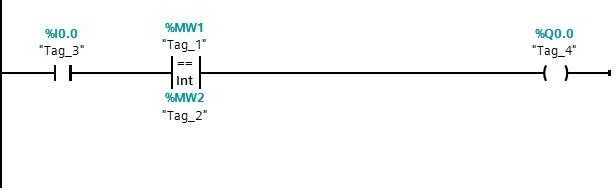 %I0.0
"Tag_3"
%MW1
"Tag_1"
==
Int
%MW2
"Tag_2"
%Q0.0
"Tag_4"